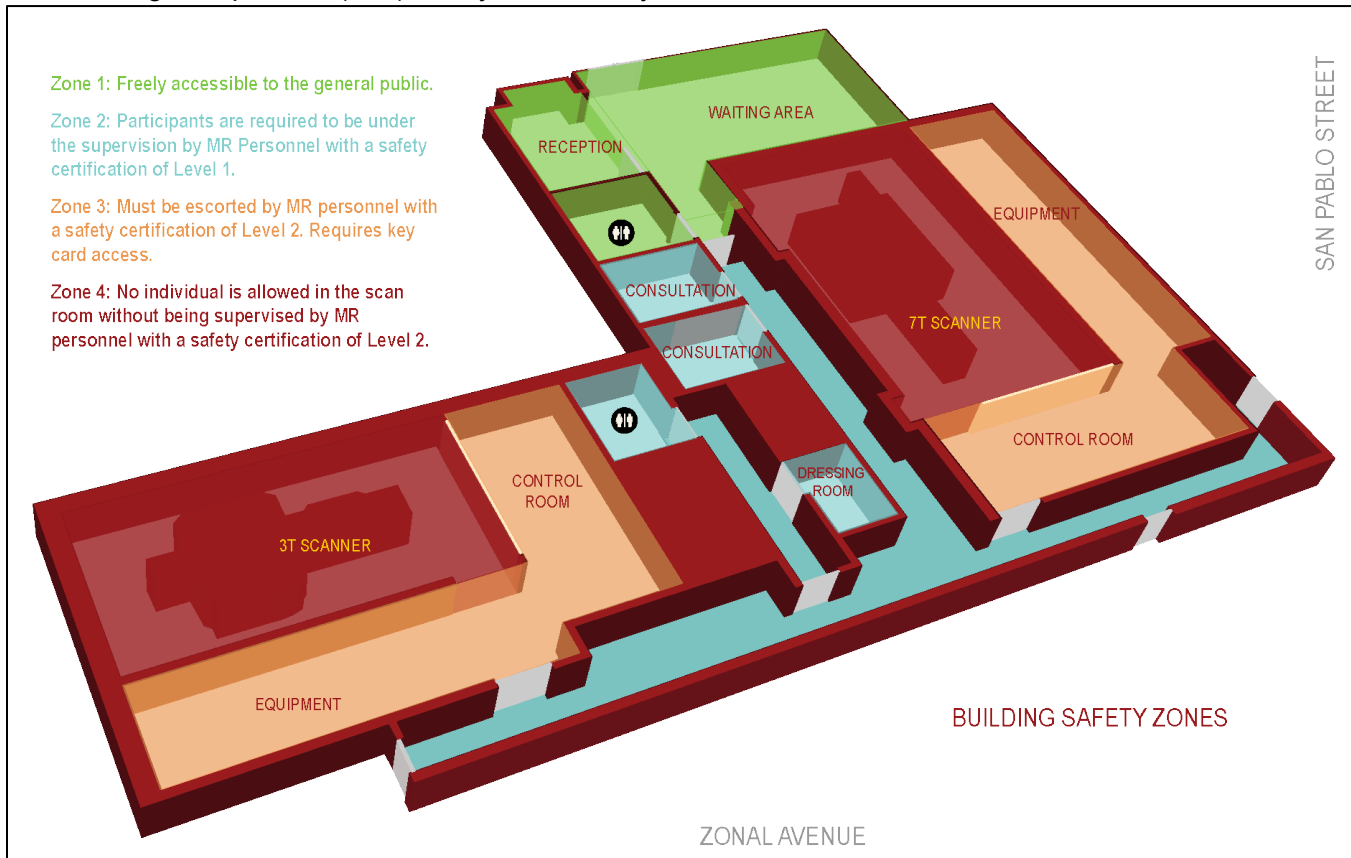 Zone 1: Freely accessible to the general public.
Zone 2: Participants are required to be under
the supervision by MR Personnel with a safety
certification of Level 1.
Zone 3: Must be escorted by MR personnel with
a safety certification of Level 2. Requires key
card access.
Zone 4: No individual is allowed in the scan
room without being supervised by MR
personnel with a safety certification of Level 2.
WAITING AREA
RECEPTION
SAN PABLO STREET
EQUIPMENT
CONSULTATION
7T SCANNER
CONSULTATION
CONTROL ROOM
DRESSING
ROOM
CONTROL
ROOM
3T SCANNER
EQUIPMENT
BUILDING SAFETY ZONES
ZONAL AVENUE